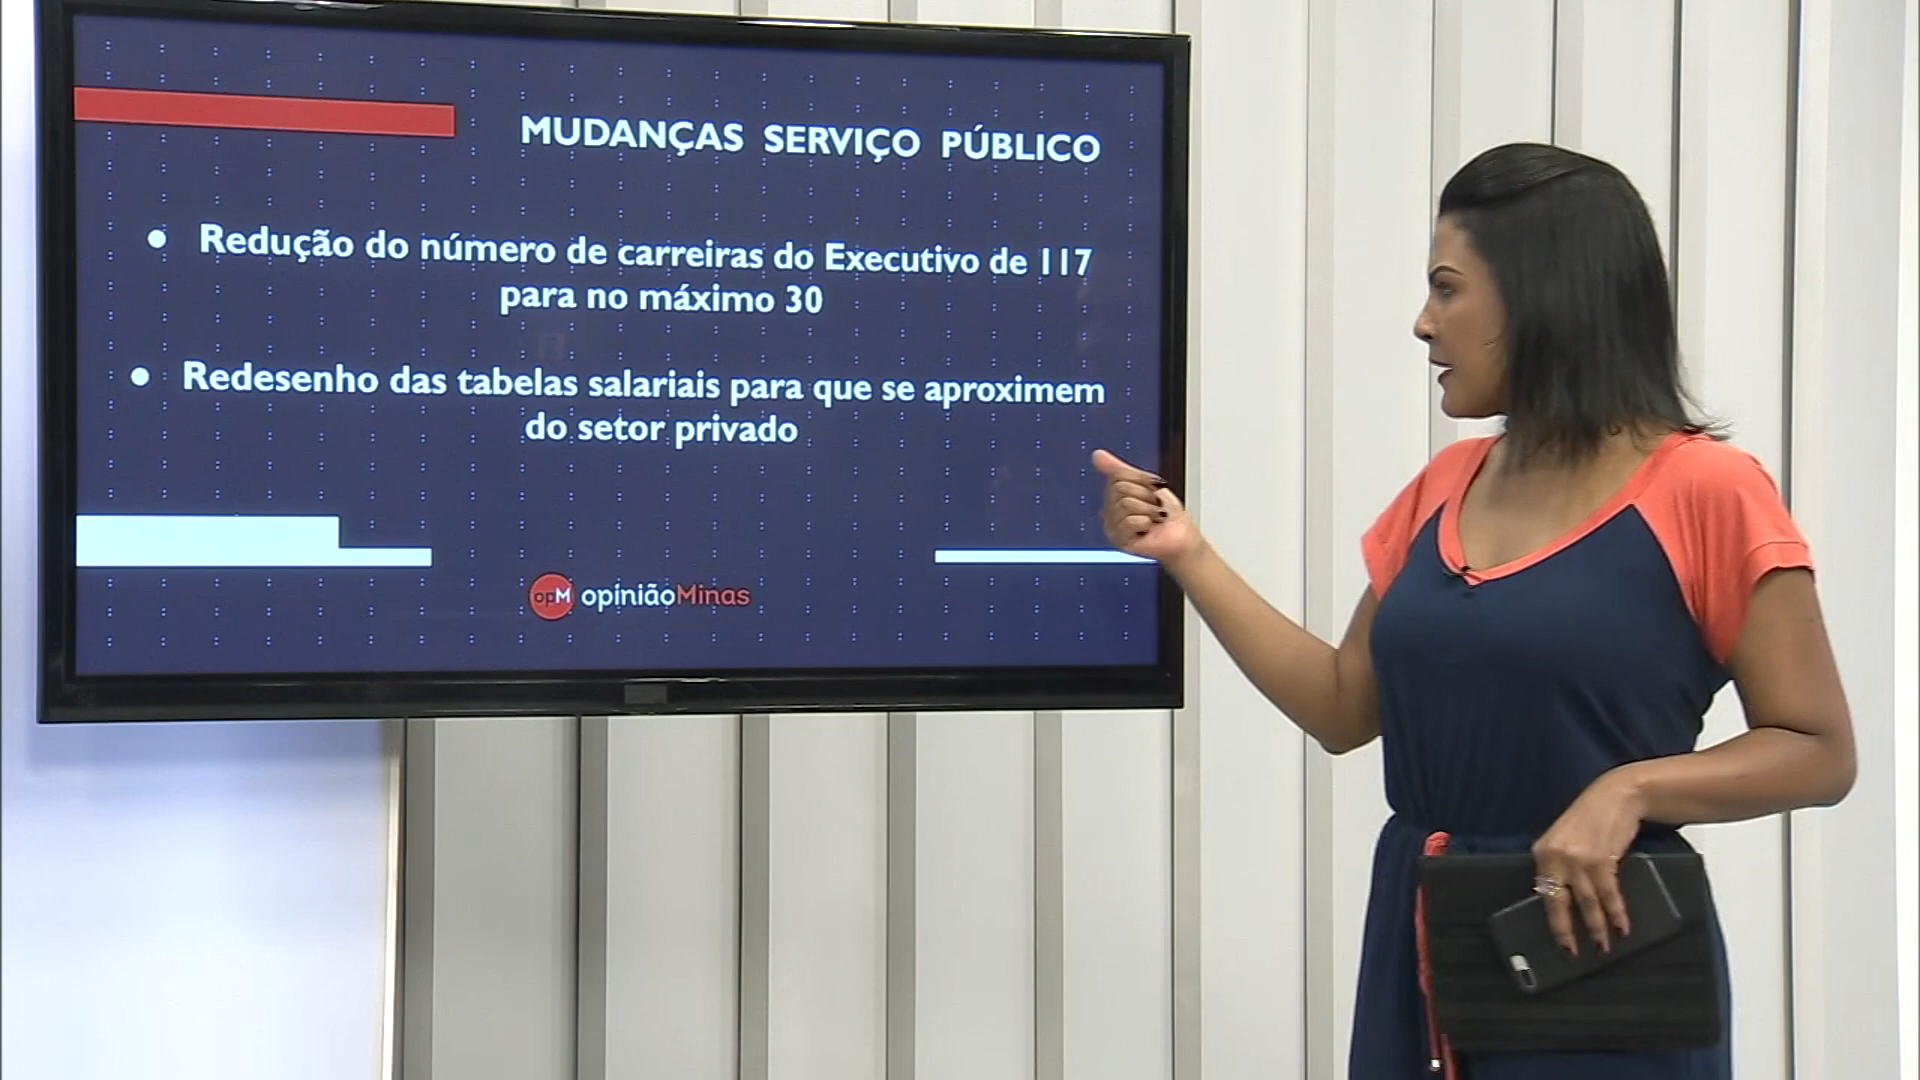 MUDANÇAS SERVIÇO PÚBLICO
• Redução do número de carreiras do Executivo de 117
para no máximo 30
• Redesenho das tabelas salariais para que se aproximem
do setor privado
opM opiniãoMinas